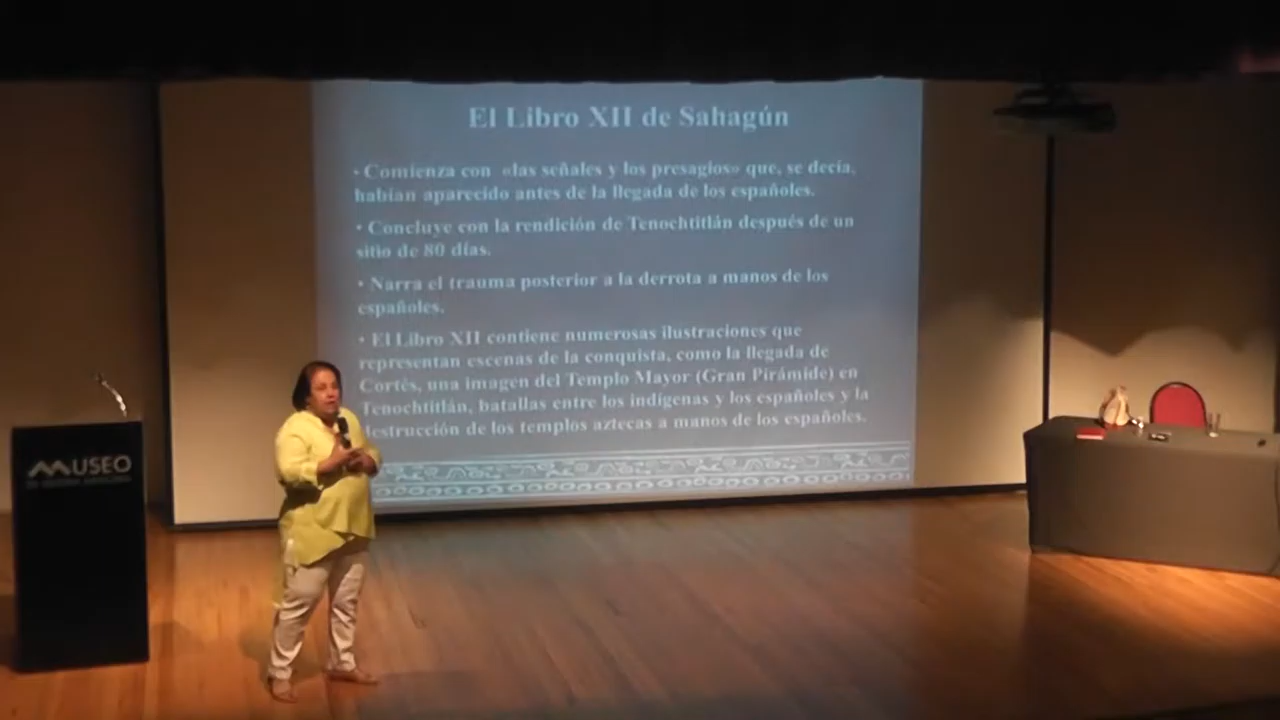 El Libro XII de Sahagún
• Comienza con «las señales y los presagios» que, se decía,
habían aparecido antes de la llegada de los españoles.
• Concluye con la rendición de Tenochtitlán después de un
sitio de 80 días.
• Narra el trauma posterior a la derrota a manos de los
españoles.
• El Libro XII contiene numerosas ilustraciones que
representan escenas de la conquista, como la llegada de
Cortés, una imagen del Templo Mayor (Gran Pirámide) en
Tenochtitlán, batallas entre los indígenas y los españoles y la
destrucción de los templos aztecas a manos de los españoles.
MUSEO